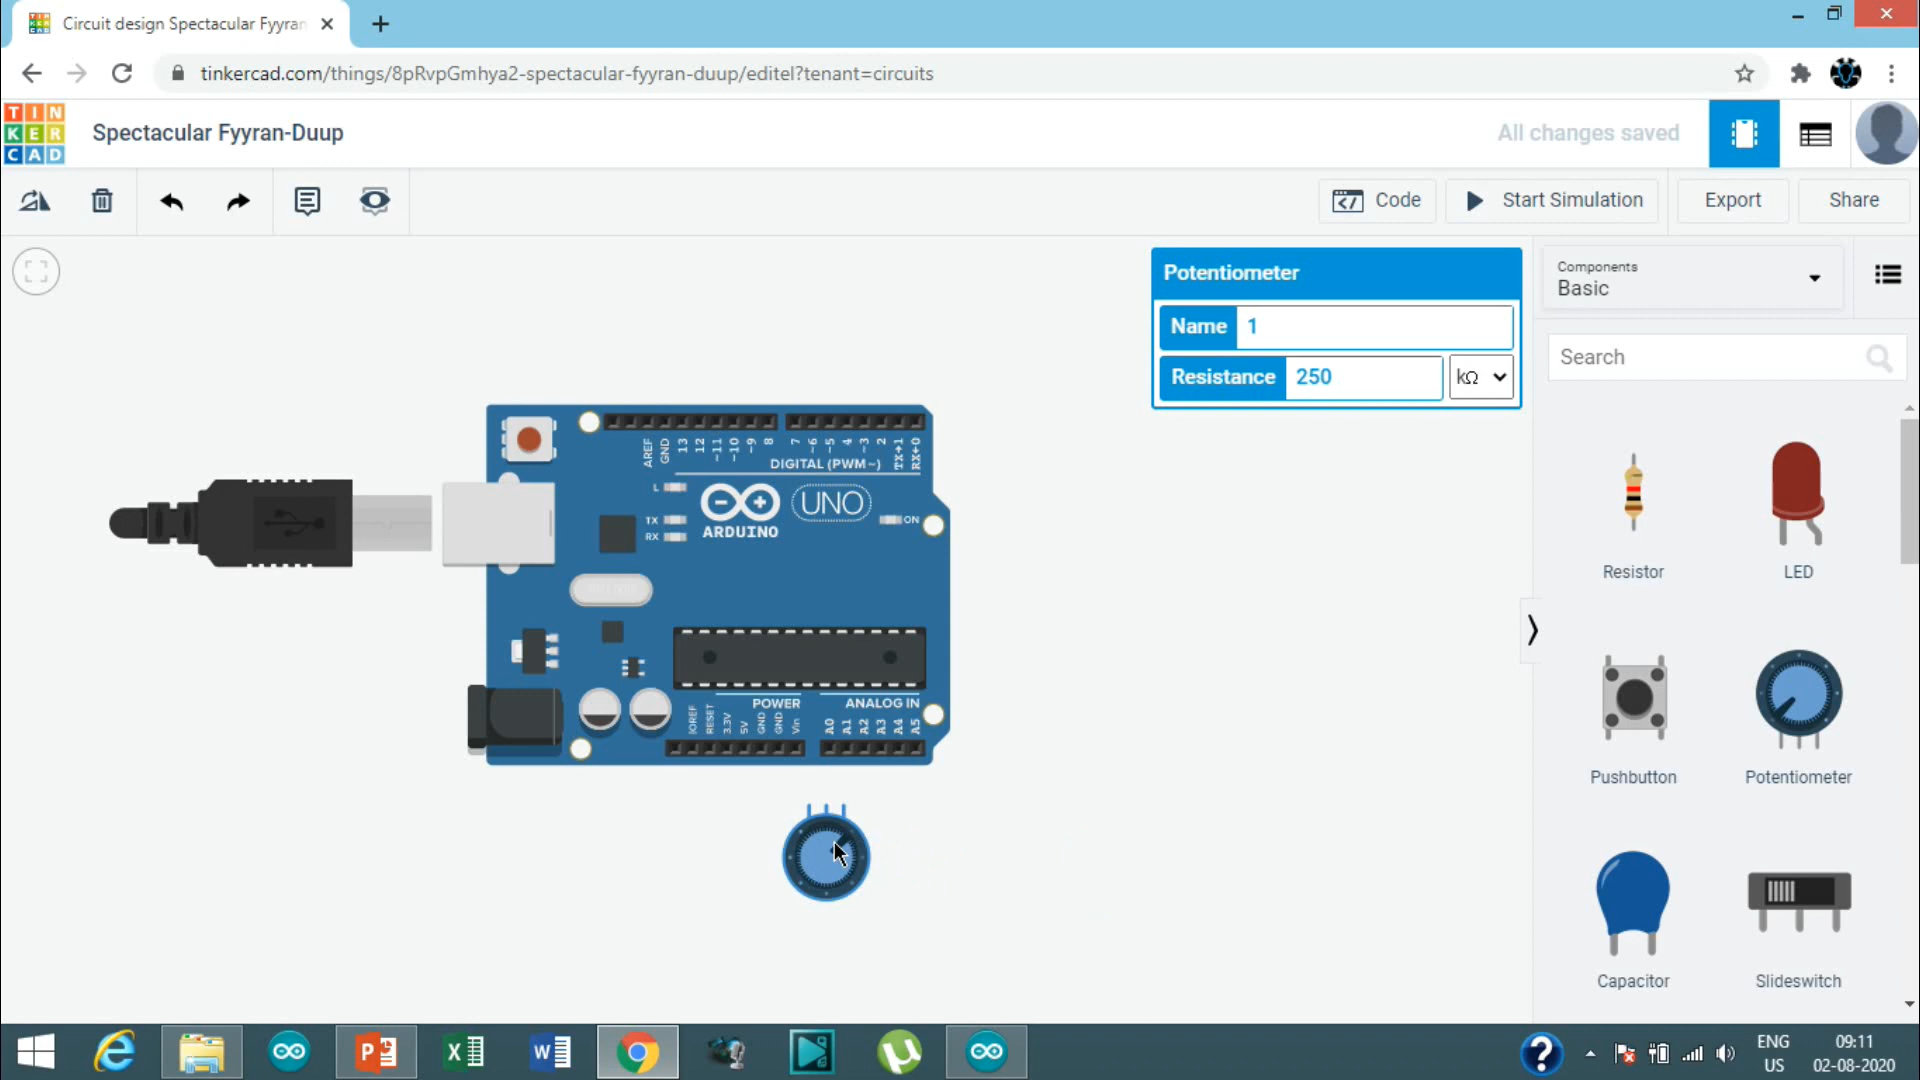 Circuit design Spectacular Fyyran
tinkercad.com/things/8pRvpGmhya2-spectacular-fyyran-duup/editel?tenant=circuits
TIN
KER
CAD
Spectacular Fyyran-Duup
All changes saved
Code
Start Simulation
Export
Share
Potentiometer
Name 1
Resistance 250 kΩ
Components
Basic
Search
Resistor
LED
Pushbutton
Potentiometer
Capacitor
Slideswitch
AREF
GND
13
12
~11
~10
~9
8
7
~6
~5
4
~3
2
TX→1
RX←0
DIGITAL (PWM~)
L
TX
RX
ARDUINO
UNO
ON
POWER
ANALOG IN
IOREF
RESET
3.3V
5V
GND
GND
Vin
A0
A1
A2
A3
A4
A5
ENG
US
09:11
02-08-2020